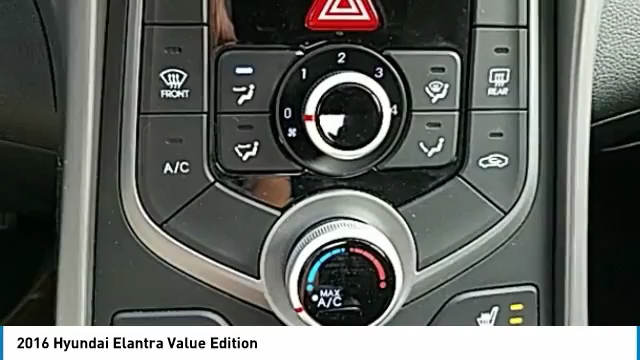 2
1 3
0 4
FRONT
REAR
A/C
MAX
A/C
2016 Hyundai Elantra Value Edition